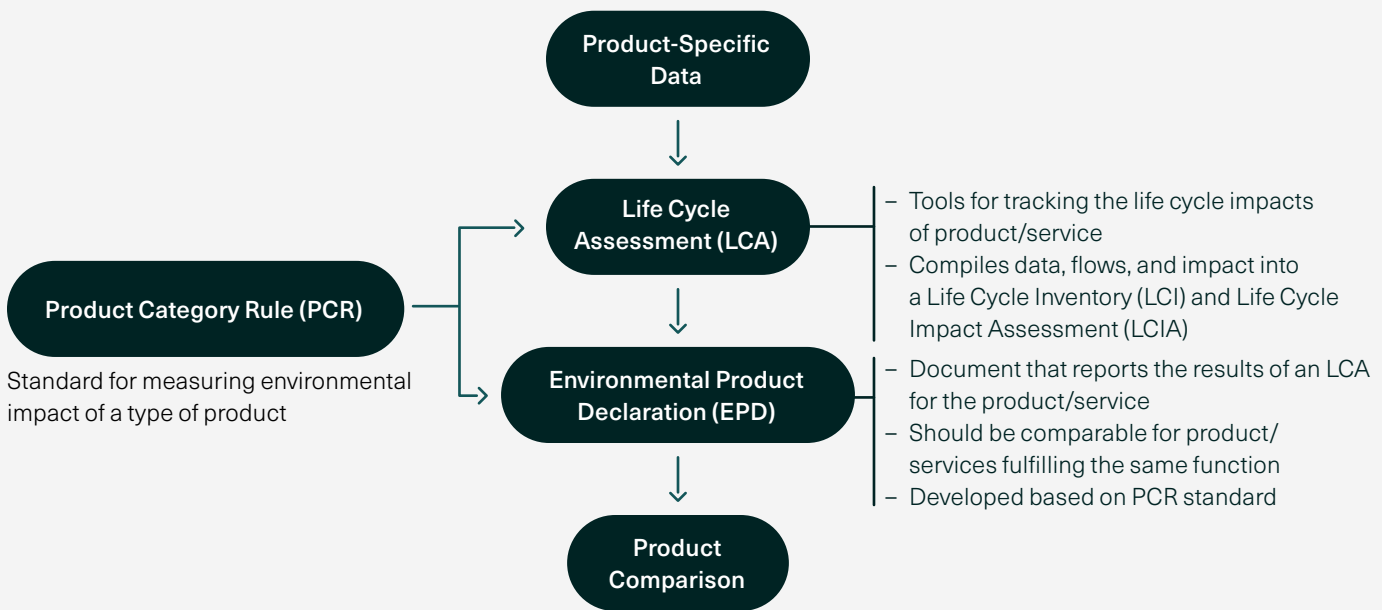 Product-Specific
Data
Life Cycle
Assessment (LCA)
– Tools for tracking the life cycle impacts
of product/service
– Compiles data, flows, and impact into
a Life Cycle Inventory (LCI) and Life Cycle
Impact Assessment (LCIA)
Product Category Rule (PCR)
Standard for measuring environmental
impact of a type of product
Environmental Product
Declaration (EPD)
– Document that reports the results of an LCA
for the product/service
– Should be comparable for product/
services fulfilling the same function
– Developed based on PCR standard
Product
Comparison